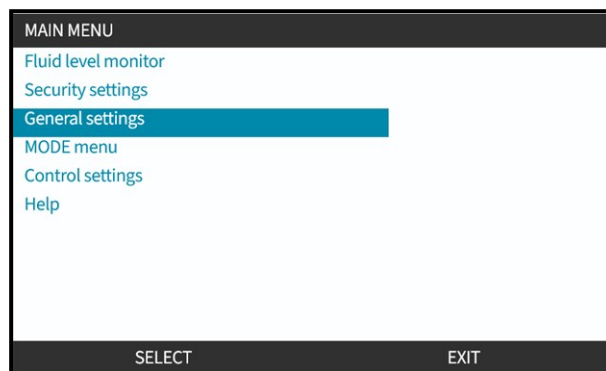 MAIN MENU
Fluid level monitor
Security settings
General settings
MODE menu
Control settings
Help
SELECT EXIT